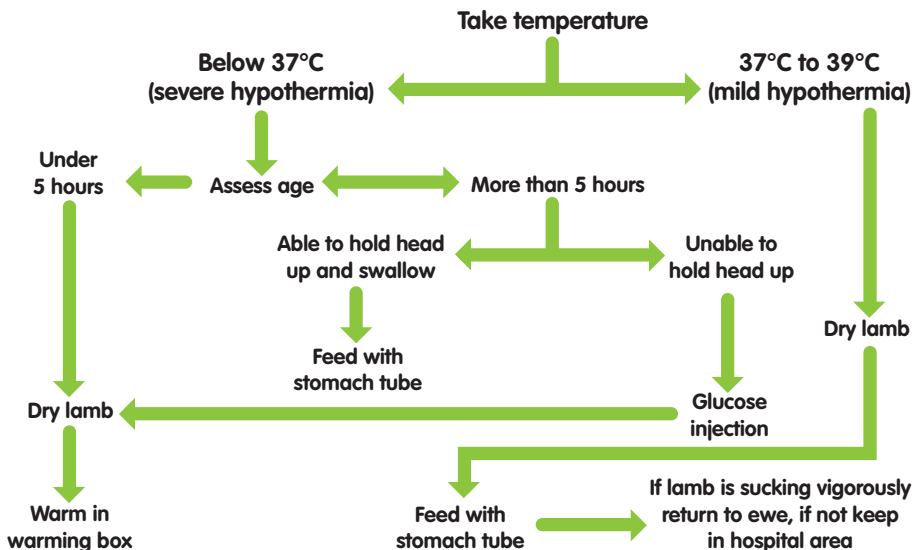 Take temperature
Below 37°C
(severe hypothermia)
37°C to 39°C
(mild hypothermia)
Under
5 hours
Assess age
More than 5 hours
Able to hold head
up and swallow
Unable to
hold head up
Feed with
stomach tube
Dry lamb
Dry lamb
Glucose
injection
Warm in
warming box
Feed with
stomach tube
If lamb is sucking vigorously
return to ewe, if not keep
in hospital area